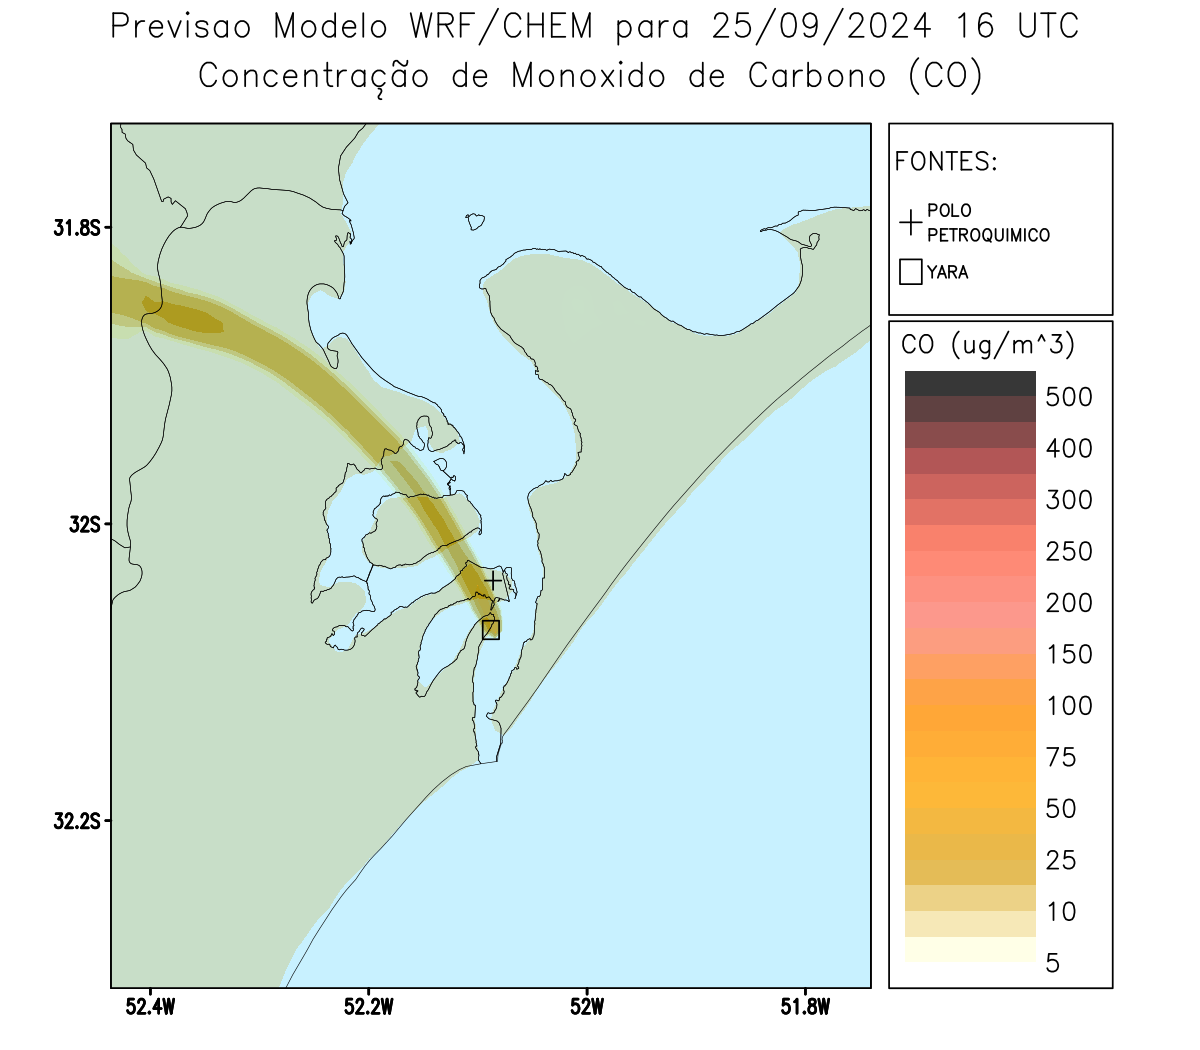 Previsao Modelo WRF/CHEM para 25/09/2024 16 UTC
Concentração de Monoxido de Carbono (CO)
FONTES:
POLO
PETROQUIMICO
YARA
CO (ug/m^3)
500
400
300
250
200
150
100
75
50
25
10
5
31.8S
32S
32.2S
52.4W
52.2W
52W
51.8W